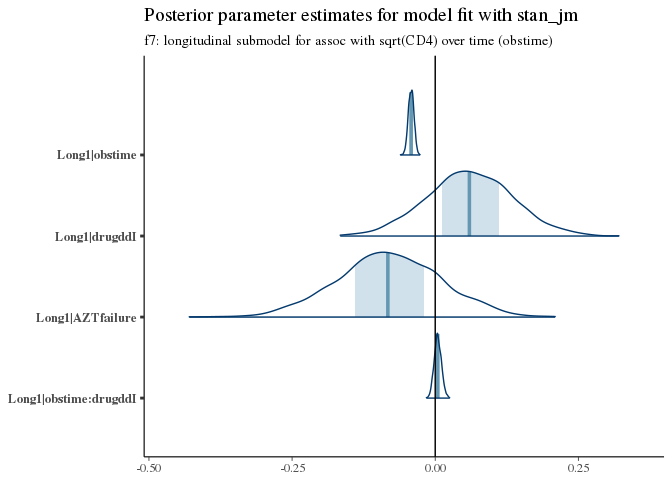 Posterior parameter estimates for model fit with stan_jm
f7: longitudinal submodel for assoc with sqrt(CD4) over time (obstime)
Long1|obstime
Long1|drugddI
Long1|AZTfailure
Long1|obstime:drugddI
-0.50 -0.25 0.00 0.25